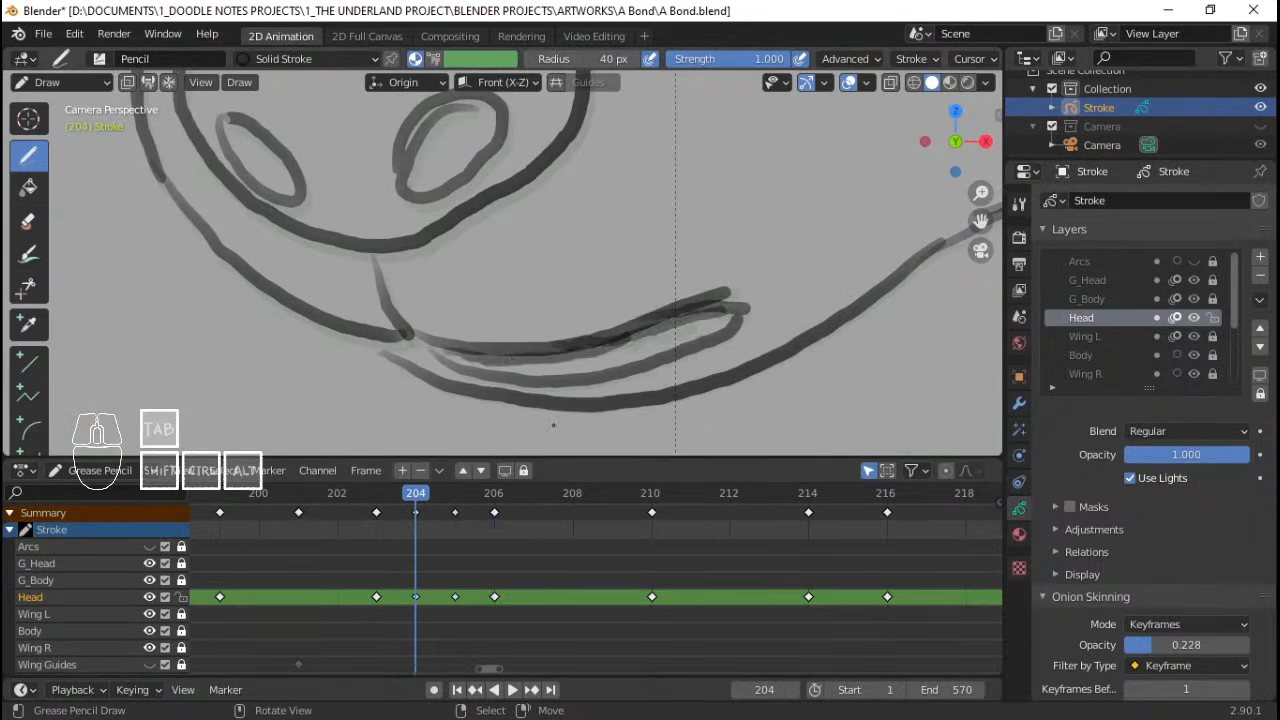 Blender* [D:\DOCUMENTS\1_DOODLE NOTES PROJECTS\1_THE UNDERLAND PROJECT\BLENDER PROJECTS\ARTWORKS\A Bond\A Bond.blend]
File Edit Render Window Help 2D Animation 2D Full Canvas Compositing Rendering Video Editing + Scene View Layer
Pencil Solid Stroke Radius 40 px Strength 1.000 Advanced Stroke Cursor
Draw View Draw Origin Front (X-Z) Guides
Camera Perspective
(204) Stroke
Z
Y
X
Scene Collection
Collection
Stroke
Camera
Camera
Stroke Stroke
Stroke
Layers
Arcs
G_Head
G_Body
Head
Wing L
Body
Wing R
Blend Regular
Opacity 1.000
Use Lights
Masks
Adjustments
Relations
Display
Onion Skinning
Mode Keyframes
Opacity 0.228
Filter by Type Keyframe
Keyframes Bef... 1
TAB
SHIFT CTRL ALT
Grease Pencil View Select Marker Channel Frame
200 202 204 206 208 210 212 214 216 218
Summary
Stroke
Arcs
G_Head
G_Body
Head
Wing L
Body
Wing R
Wing Guides
Playback Keying View Marker 204 Start 1 End 570
Grease Pencil Draw Rotate View Select Move 2.90.1